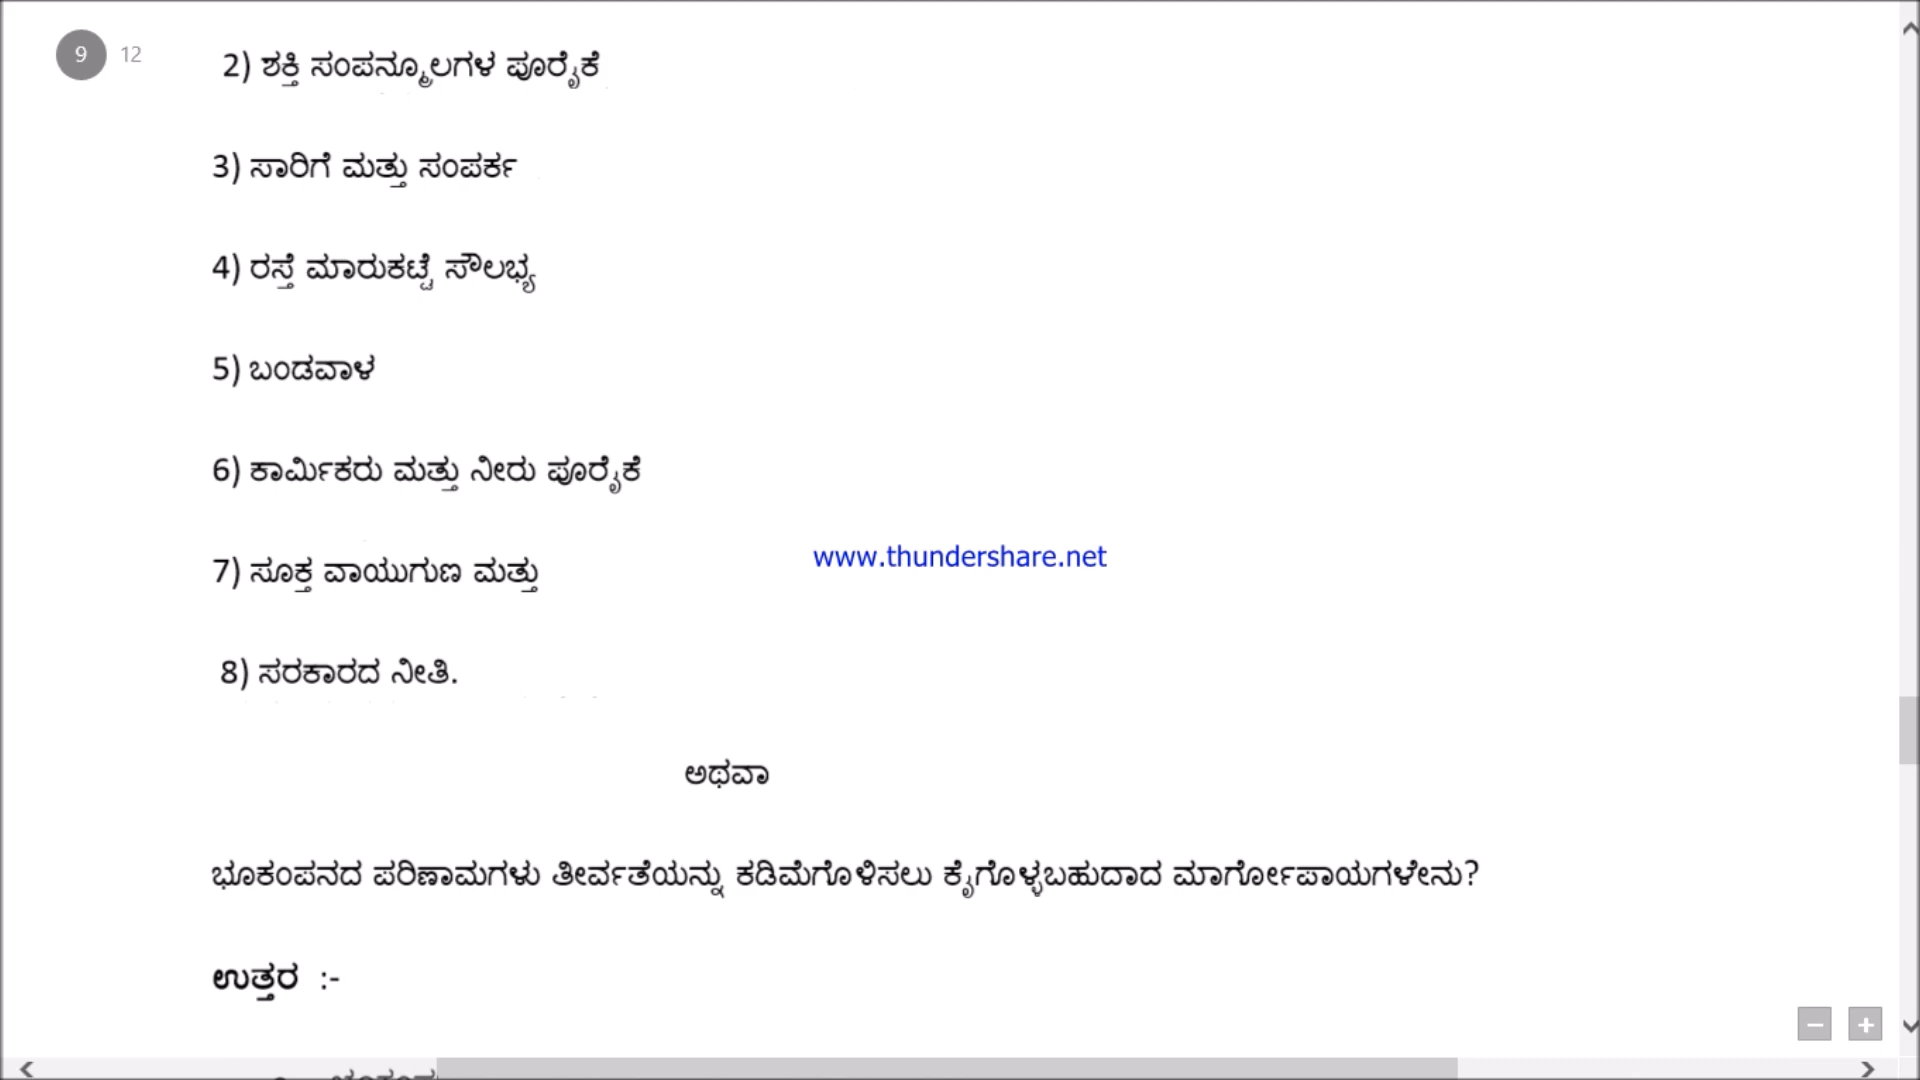 9 12
2) ಶಕ್ತಿ ಸಂಪನ್ಮೂಲಗಳ ಪೂರೈಕೆ
3) ಸಾರಿಗೆ ಮತ್ತು ಸಂಪರ್ಕ
4) ರಸ್ತೆ ಮಾರುಕಟ್ಟೆ ಸೌಲಭ್ಯ
5) ಬಂಡವಾಳ
6) ಕಾರ್ಮಿಕರು ಮತ್ತು ನೀರು ಪೂರೈಕೆ
www.thundershare.net
7) ಸೂಕ್ತ ವಾಯುಗುಣ ಮತ್ತು
8) ಸರಕಾರದ ನೀತಿ.
ಅಥವಾ
ಭೂಕಂಪನದ ಪರಿಣಾಮಗಳು ತೀರ್ವತೆಯನ್ನು ಕಡಿಮೆಗೊಳಿಸಲು ಕೈಗೊಳ್ಳಬಹುದಾದ ಮಾರ್ಗೋಪಾಯಗಳೇನು?
ಉತ್ತರ :-